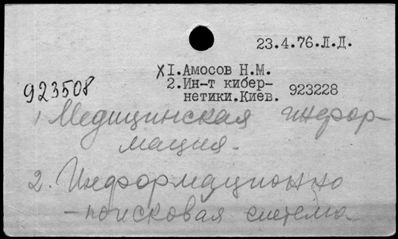 23.4.76.Л.Д.
XI.Амосов Н.М.
2.Ин-т кибер-
нетики.Киев. 923228
923508
1 Медицинская инфор-
мация.
2. Информационно
-поисковая система